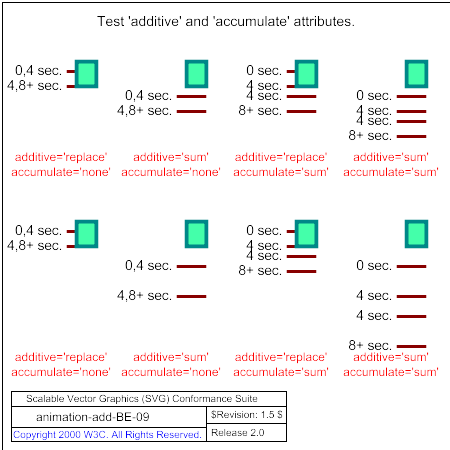 Test 'additive' and 'accumulate' attributes.
0,4 sec.
4,8+ sec.
additive='replace'
accumulate='none'
0,4 sec.
4,8+ sec.
additive='sum'
accumulate='none'
0 sec.
4 sec.
4 sec.
8+ sec.
additive='replace'
accumulate='sum'
0 sec.
4 sec.
4 sec.
8+ sec.
additive='sum'
accumulate='sum'
0,4 sec.
4,8+ sec.
additive='replace'
accumulate='none'
0,4 sec.
4,8+ sec.
additive='sum'
accumulate='none'
0 sec.
4 sec.
4 sec.
8+ sec.
additive='replace'
accumulate='sum'
0 sec.
4 sec.
4 sec.
8+ sec.
additive='sum'
accumulate='sum'
Scalable Vector Graphics (SVG) Conformance Suite
animation-add-BE-09
$Revision: 1.5 $
Copyright 2000 W3C. All Rights Reserved.
Release 2.0